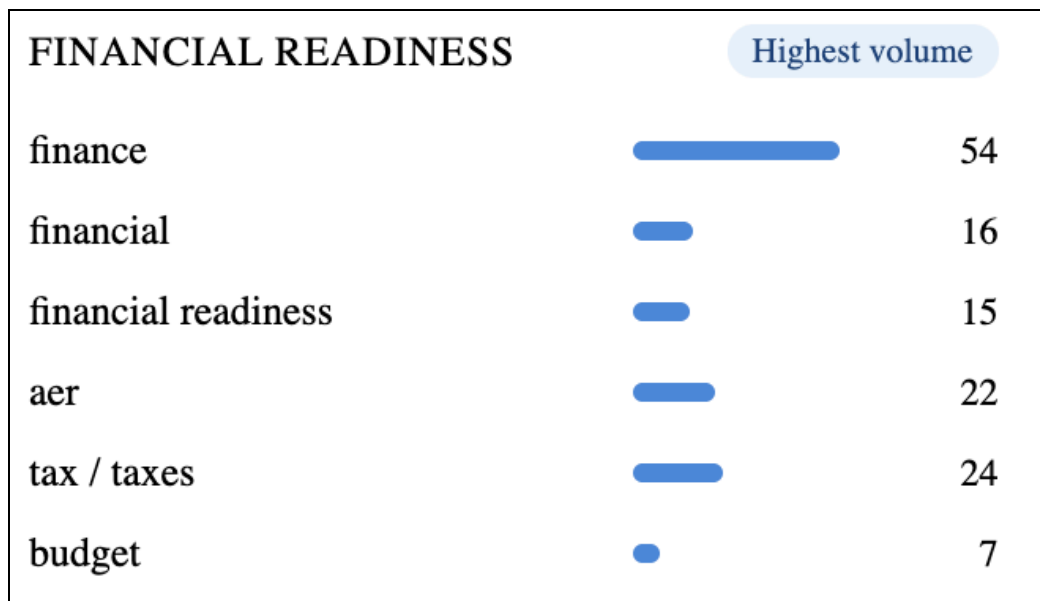 FINANCIAL READINESS Highest volume
finance 54
financial 16
financial readiness 15
aer 22
tax / taxes 24
budget 7